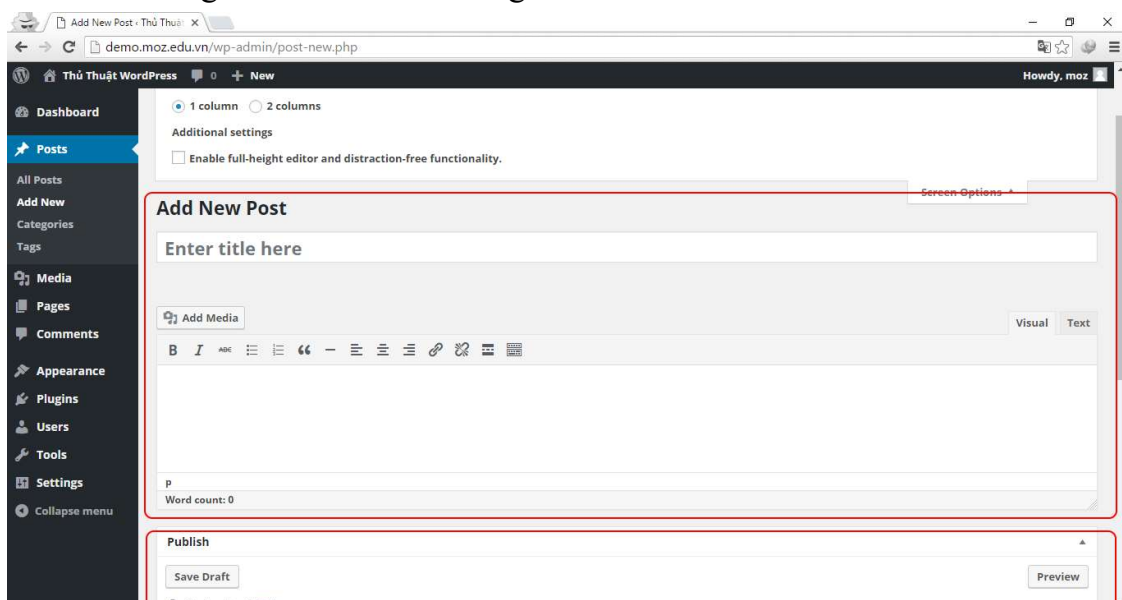 Add New Post ‹ Thủ Thuậ
demo.moz.edu.vn/wp-admin/post-new.php
Thủ Thuật WordPress 0 + New Howdy, moz
Dashboard
Posts
All Posts
Add New
Categories
Tags
Media
Pages
Comments
Appearance
Plugins
Users
Tools
Settings
Collapse menu
1 column 2 columns
Additional settings
Enable full-height editor and distraction-free functionality.
Screen Options
Add New Post
Enter title here
Add Media
Visual Text
B I ABC
p
Word count: 0
Publish
Save Draft Preview